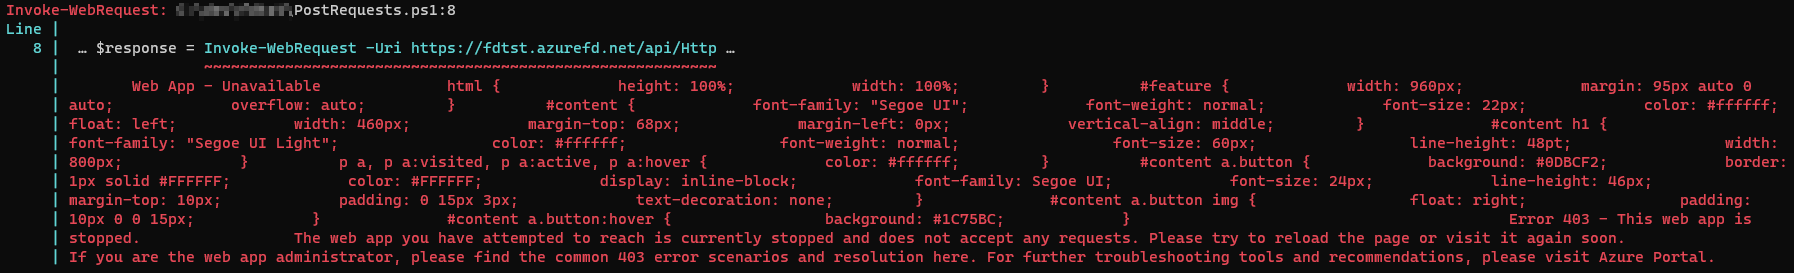 Invoke-WebRequest: PostRequests.ps1:8
Line |
8 | … $response = Invoke-WebRequest -Uri https://fdtst.azurefd.net/api/Http …
| ~~~~~~~~~~~~~~~~~~~~~~~~~~~~~~~~~~~~~~~~~~~~~~~~~~~~~~~~~
| Web App - Unavailable html { height: 100%; width: 100%; } #feature { width: 960px; margin: 95px auto 0
| auto; overflow: auto; } #content { font-family: "Segoe UI"; font-weight: normal; font-size: 22px; color: #ffffff;
| float: left; width: 460px; margin-top: 68px; margin-left: 0px; vertical-align: middle; } #content h1 {
| font-family: "Segoe UI Light"; color: #ffffff; font-weight: normal; font-size: 60px; line-height: 48pt; width:
| 800px; } p a, p a:visited, p a:active, p a:hover { color: #ffffff; } #content a.button { background: #0DBCF2; border:
| 1px solid #FFFFFF; color: #FFFFFF; display: inline-block; font-family: Segoe UI; font-size: 24px; line-height: 46px;
| margin-top: 10px; padding: 0 15px 3px; text-decoration: none; } #content a.button img { float: right; padding:
| 10px 0 0 15px; } #content a.button:hover { background: #1C75BC; } Error 403 - This web app is
| stopped. The web app you have attempted to reach is currently stopped and does not accept any requests. Please try to reload the page or visit it again soon.
| If you are the web app administrator, please find the common 403 error scenarios and resolution here. For further troubleshooting tools and recommendations, please visit Azure Portal.